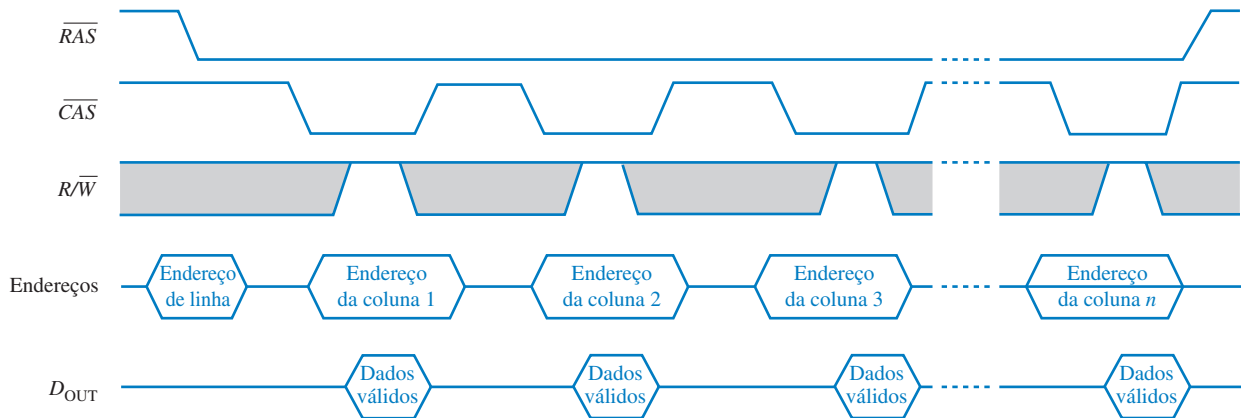 RAS
CAS
R/W
Endereços
Endereço
de linha
Endereço
da coluna 1
Endereço
da coluna 2
Endereço
da coluna 3
Endereço
da coluna n
DOUT
Dados
válidos
Dados
válidos
Dados
válidos
Dados
válidos